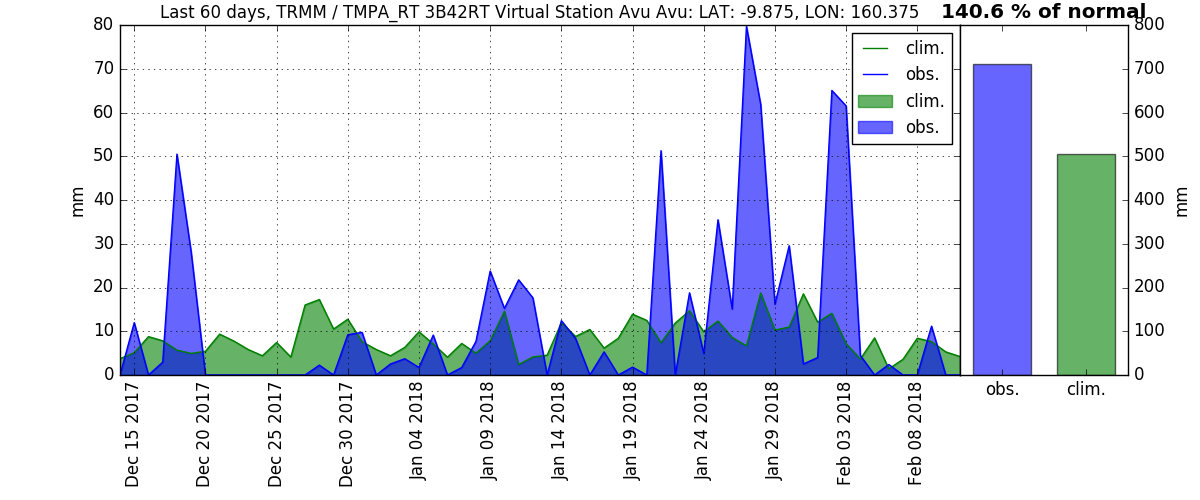 Last 60 days, TRMM / TMPA_RT 3B42RT Virtual Station Avu Avu: LAT: -9.875, LON: 160.375
140.6 % of normal
80
70
60
50
40
30
20
10
0
mm
clim.
obs.
clim.
obs.
Dec 15 2017
Dec 20 2017
Dec 25 2017
Dec 30 2017
Jan 04 2018
Jan 09 2018
Jan 14 2018
Jan 19 2018
Jan 24 2018
Jan 29 2018
Feb 03 2018
Feb 08 2018
800
700
600
500
400
300
200
100
0
mm
obs.
clim.